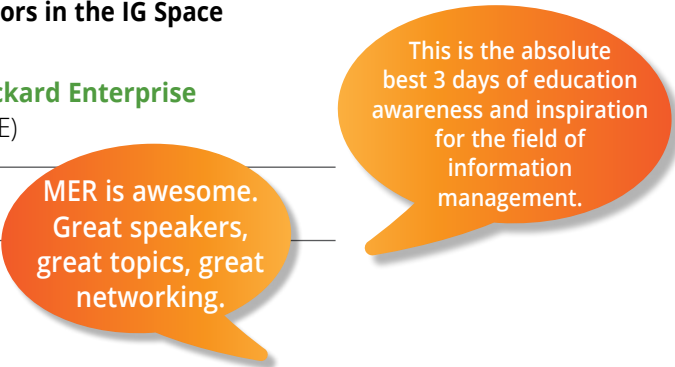 ors in the IG Space
ckard Enterprise
E)
This is the absolute
best 3 days of education
awareness and inspiration
for the field of
information
management.
MER is awesome.
Great speakers,
great topics, great
networking.